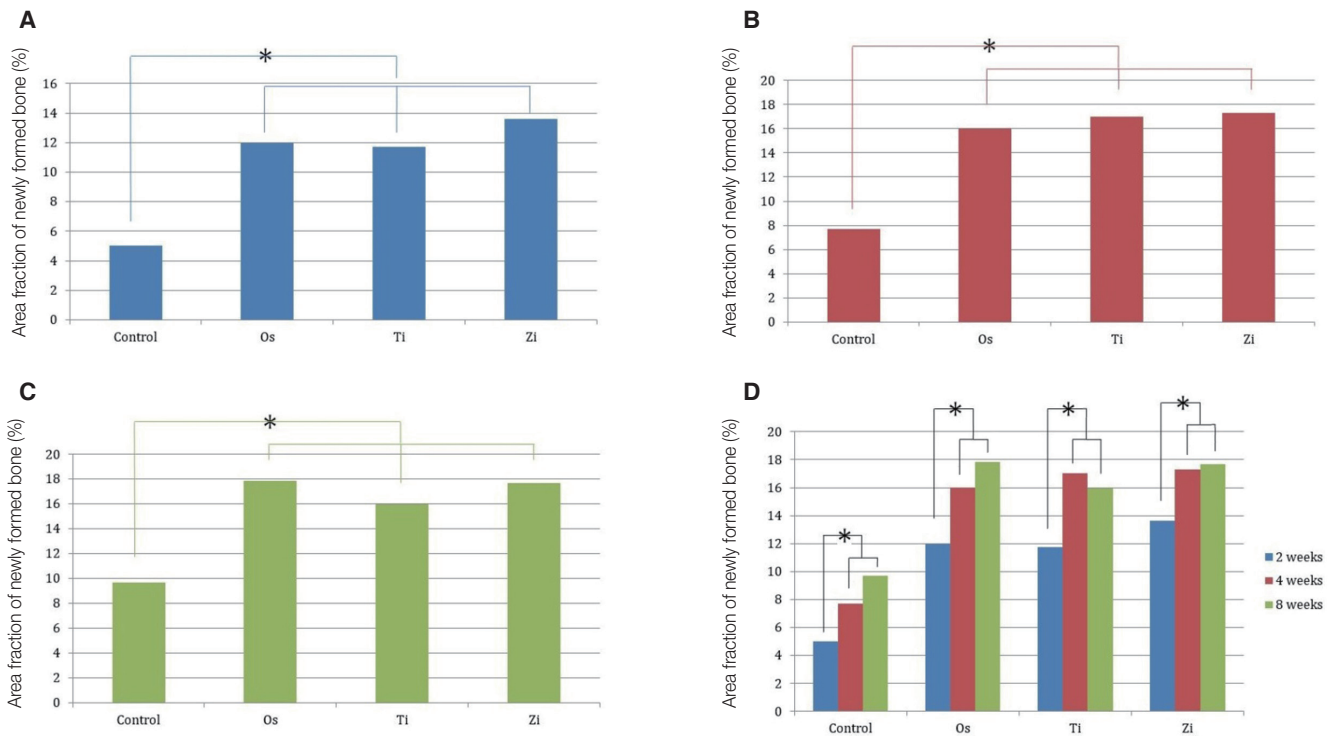 A
Area fraction of newly formed bone (%)
*
16
14
12
10
8
6
4
2
0
Control Os Ti Zi
B
Area fraction of newly formed bone (%)
*
20
18
16
14
12
10
8
6
4
2
0
Control Os Ti Zi
C
Area fraction of newly formed bone (%)
*
20
18
16
14
12
10
8
6
4
2
0
Control Os Ti Zi
D
Area fraction of newly formed bone (%)
* * * *
20
18
16
14
12
10
8
6
4
2
0
Control Os Ti Zi
2 weeks
4 weeks
8 weeks